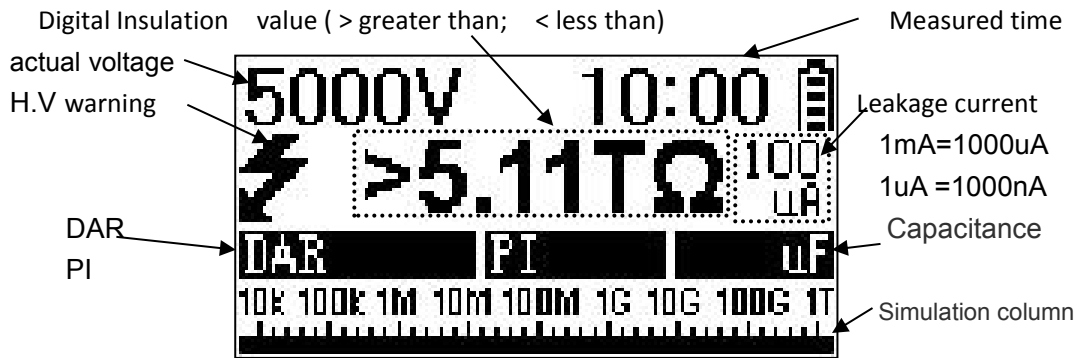 Digital Insulation value ( > greater than; < less than) Measured time
actual voltage
H.V warning
5000V 10:00
>5.11TΩ
100
uA
Leakage current
1mA=1000uA
1uA =1000nA
DAR
PI
DAR PI uF
Capacitance
10k 100k 1M 10M 100M 1G 10G 100G 1T
Simulation column